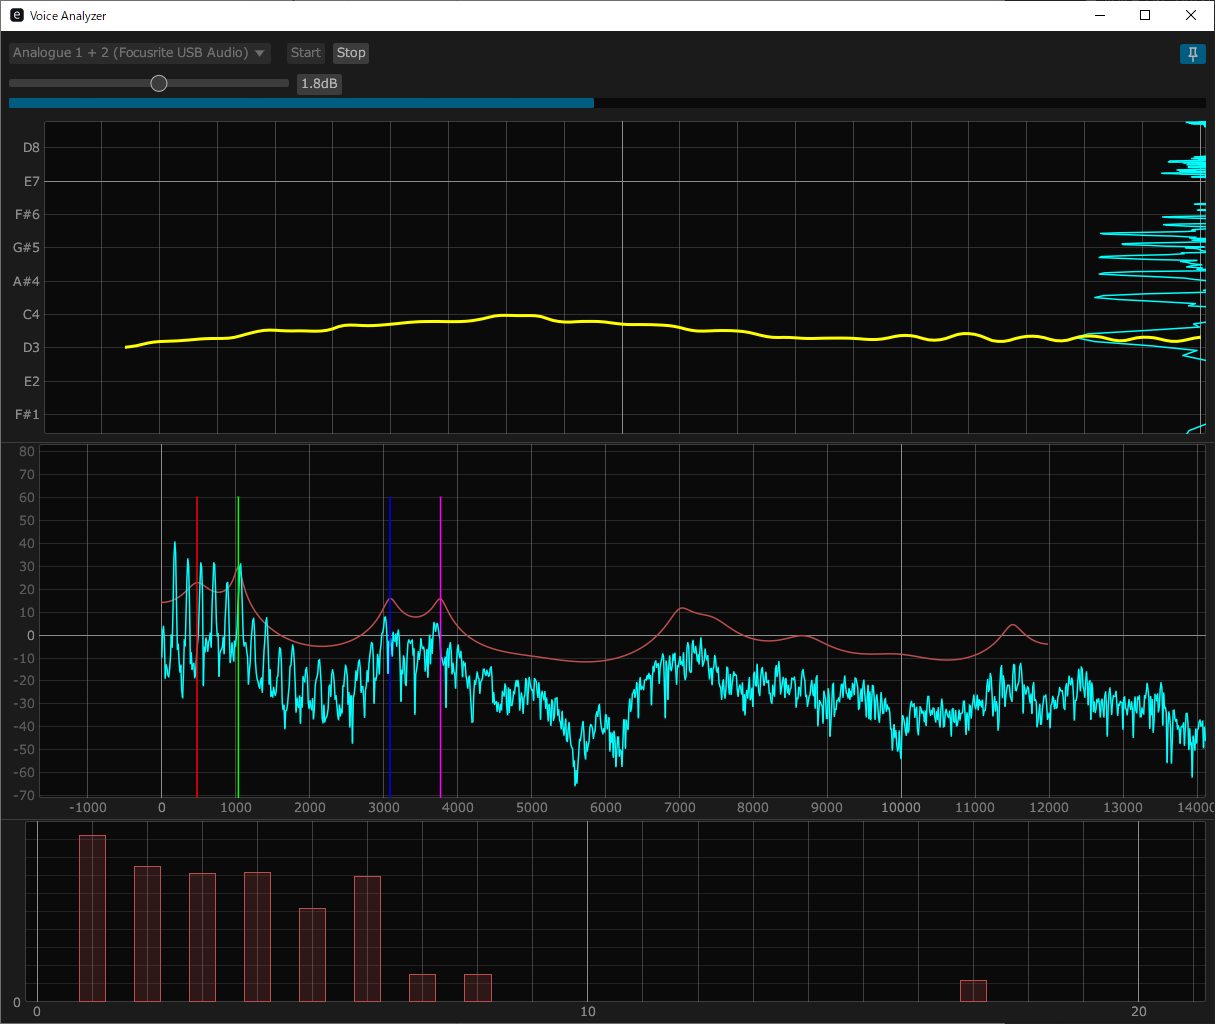 Voice Analyzer
Analogue 1 + 2 (Focusrite USB Audio) Start Stop
1.8dB
D8
E7
F#6
G#5
A#4
C4
D3
E2
F#1
80
70
60
50
40
30
20
10
0
-10
-20
-30
-40
-50
-60
-70
-1000 0 1000 2000 3000 4000 5000 6000 7000 8000 9000 10000 11000 12000 13000 14000
0
0 10 20